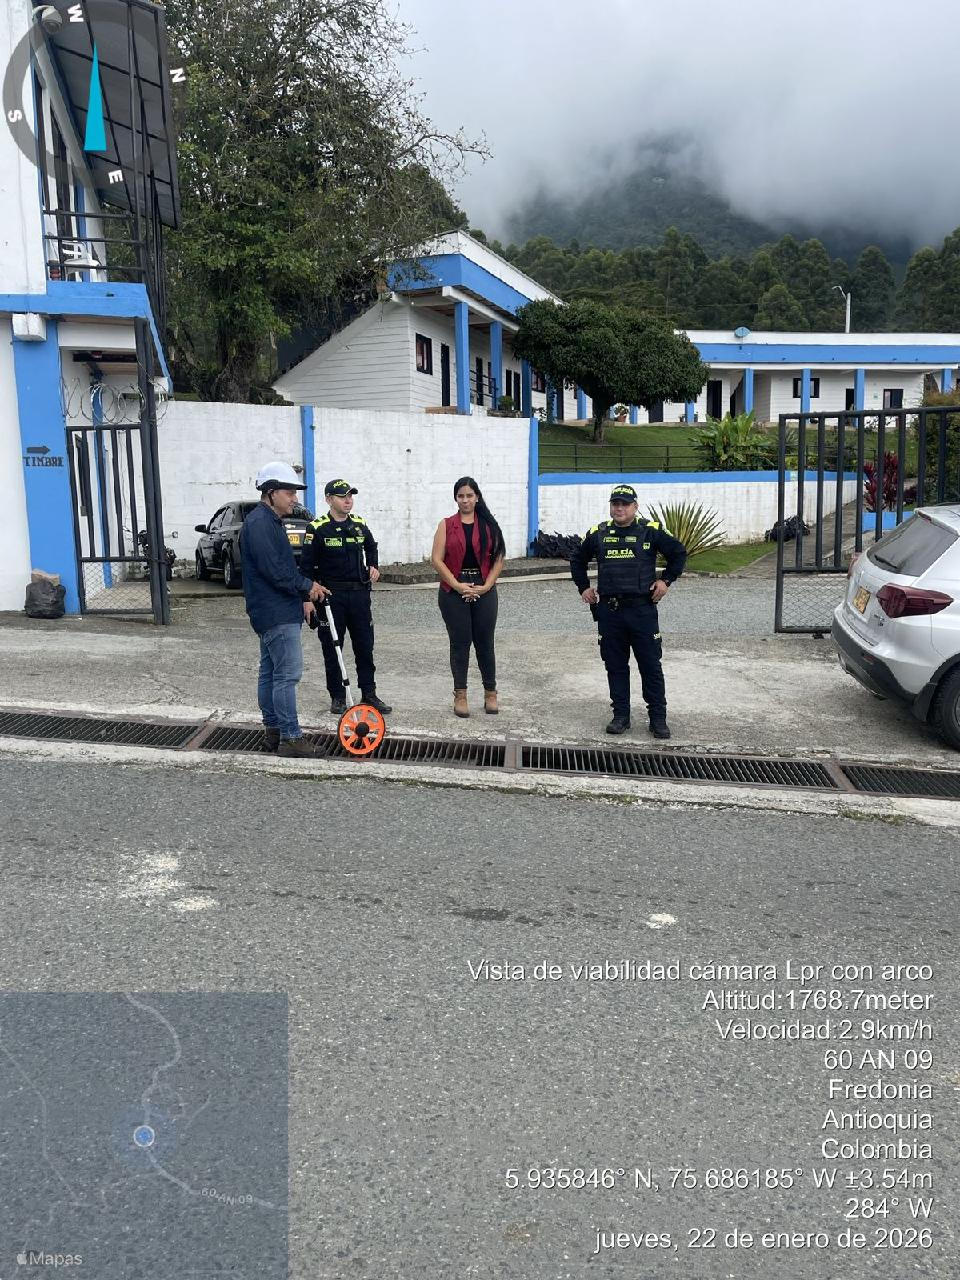 W
N
S
E
TIMBRE
POLICÍA
Vista de viabilidad cámara Lpr con arco
Altitud:1768.7meter
Velocidad:2.9km/h
60 AN 09
Fredonia
Antioquia
Colombia
5.935846° N, 75.686185° W ±3.54m
284° W
jueves, 22 de enero de 2026
60 AN 09
Mapas